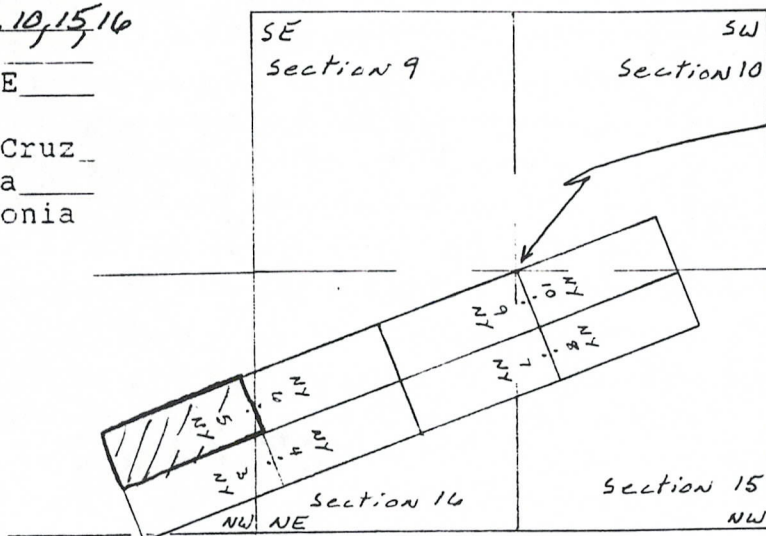 10,15,16
E
Cruz
a
onia
SE
Section 9
SW
Section 10
NY
10
9
NY
NY
8
7
NY
NY
6
5
NY
NY
4
3
NY
Section 16
Section 15
NW NE
NW